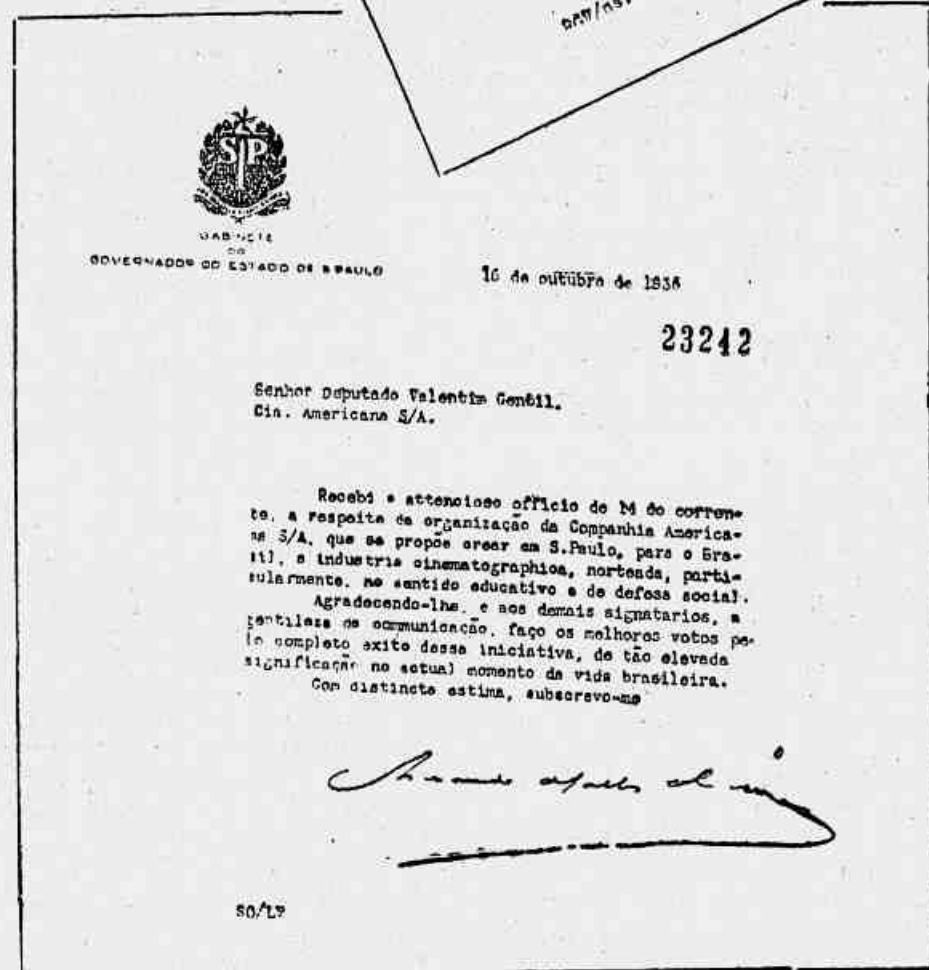 S P
GABINETE
DO
GOVERNADOR DO ESTADO DE S PAULO
16 de outubro de 1936
23242
Senhor Deputado Valentim Gentil.
Cia. Americana S/A.
Recebi o attencioso officio de do corren-
te, a respeito da organização da Companhia America-
na S/A, que se propõe crear em S.Paulo, para o Bra-
sil, a industria cinematographica, norteada, parti-
cularmente, no sentido educativo e de defesa social.
Agradecendo-lhe, e aos demais signatarios, a
gentileza da communicação, faço os melhores votos pe-
lo completo exito dessa iniciativa, de tão elevada
significação no actual momento da vida brasileira.
Com distincta estima, subscrevo-me
SO/LP